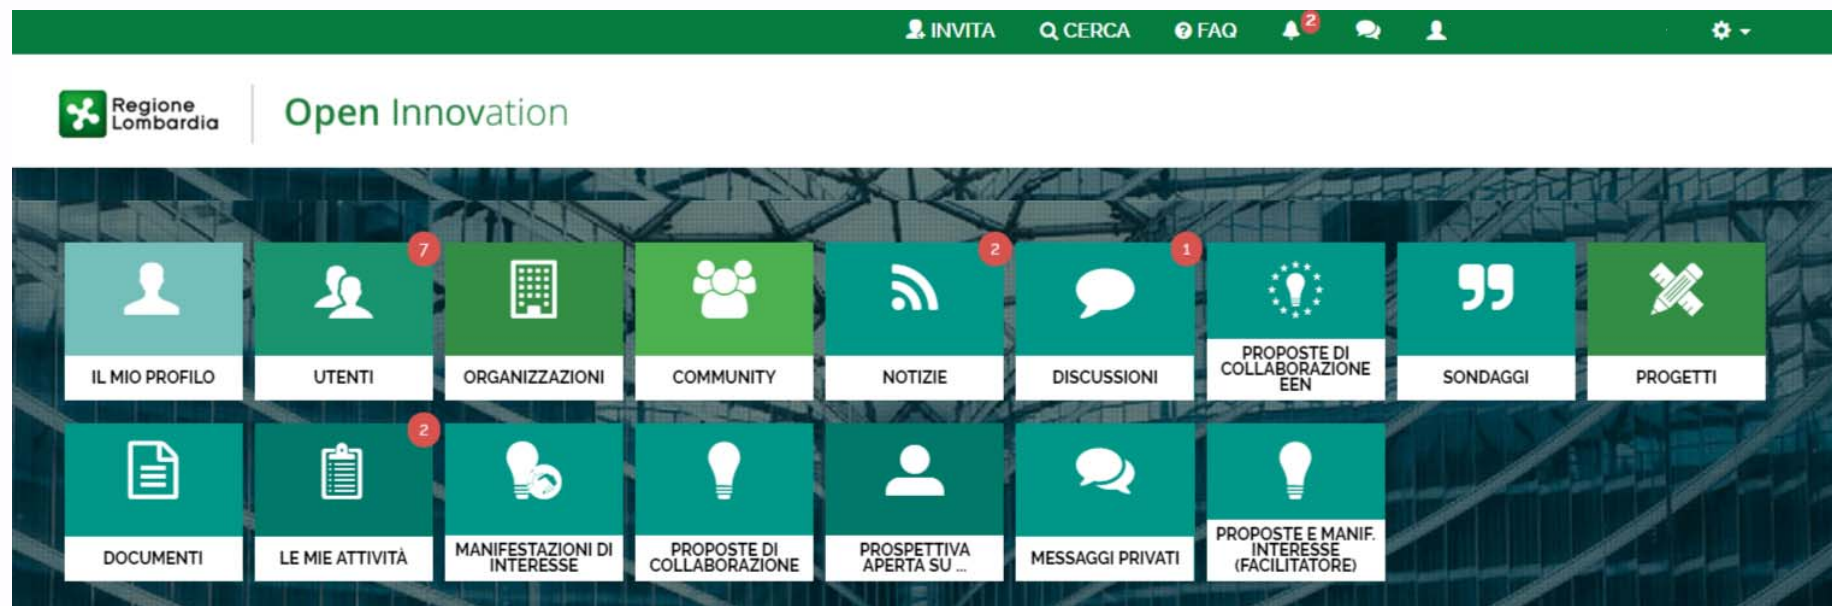 INVITA CERCA FAQ 2
Regione
Lombardia
Open Innovation
7 2 1
IL MIO PROFILO
UTENTI
ORGANIZZAZIONI
COMMUNITY
NOTIZIE
DISCUSSIONI
PROPOSTE DI
COLLABORAZIONE
EEN
SONDAGGI
PROGETTI
2
DOCUMENTI
LE MIE ATTIVITÀ
MANIFESTAZIONI DI
INTERESSE
PROPOSTE DI
COLLABORAZIONE
PROSPETTIVA
APERTA SU ...
MESSAGGI PRIVATI
PROPOSTE E MANIF.
INTERESSE
(FACILITATORE)